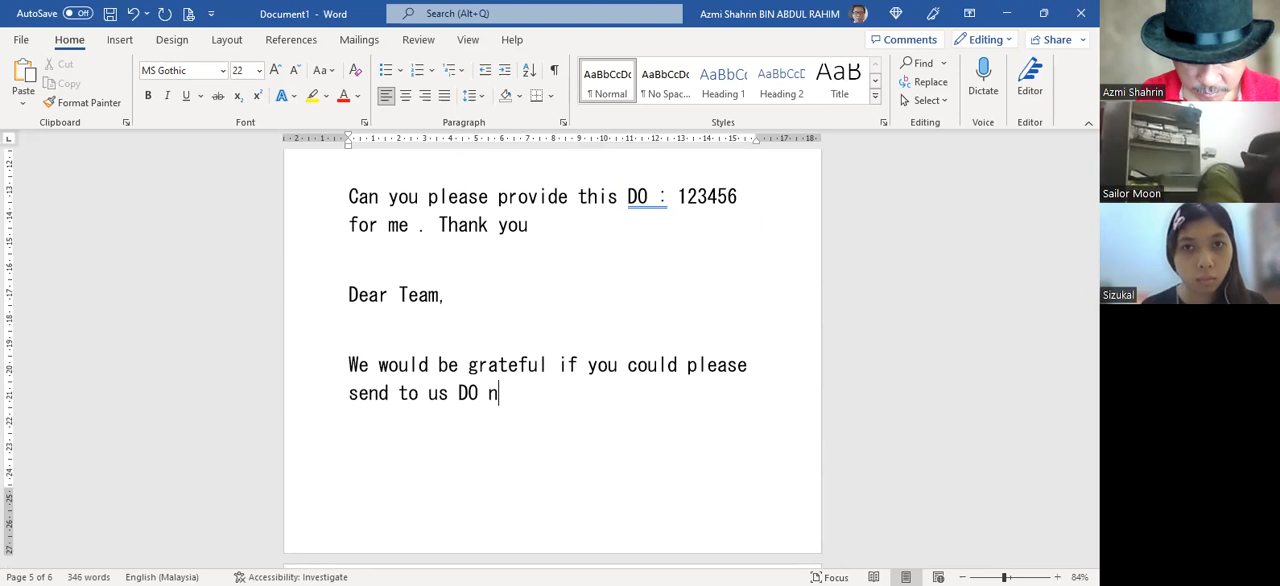 AutoSave Off Document1 - Word Search (Alt+Q) Azmi Shahrin BIN ABDUL RAHIM
File Home Insert Design Layout References Mailings Review View Help Comments Editing Share
Paste Cut Copy Format Painter
MS Gothic 22
AaBbCcDc AaBbCcDc AaBbCc AaBbCcD AaB
¶ Normal ¶ No Spac... Heading 1 Heading 2 Title
Find Replace Select
Dictate Editor
Clipboard Font Paragraph Styles Editing Voice Editor
Can you please provide this DO : 123456
for me . Thank you
Dear Team,
We would be grateful if you could please
send to us DO n
Page 5 of 6 346 words English (Malaysia) Accessibility: Investigate Focus 84%
Azmi Shahrin
Sailor Moon
Sizukal